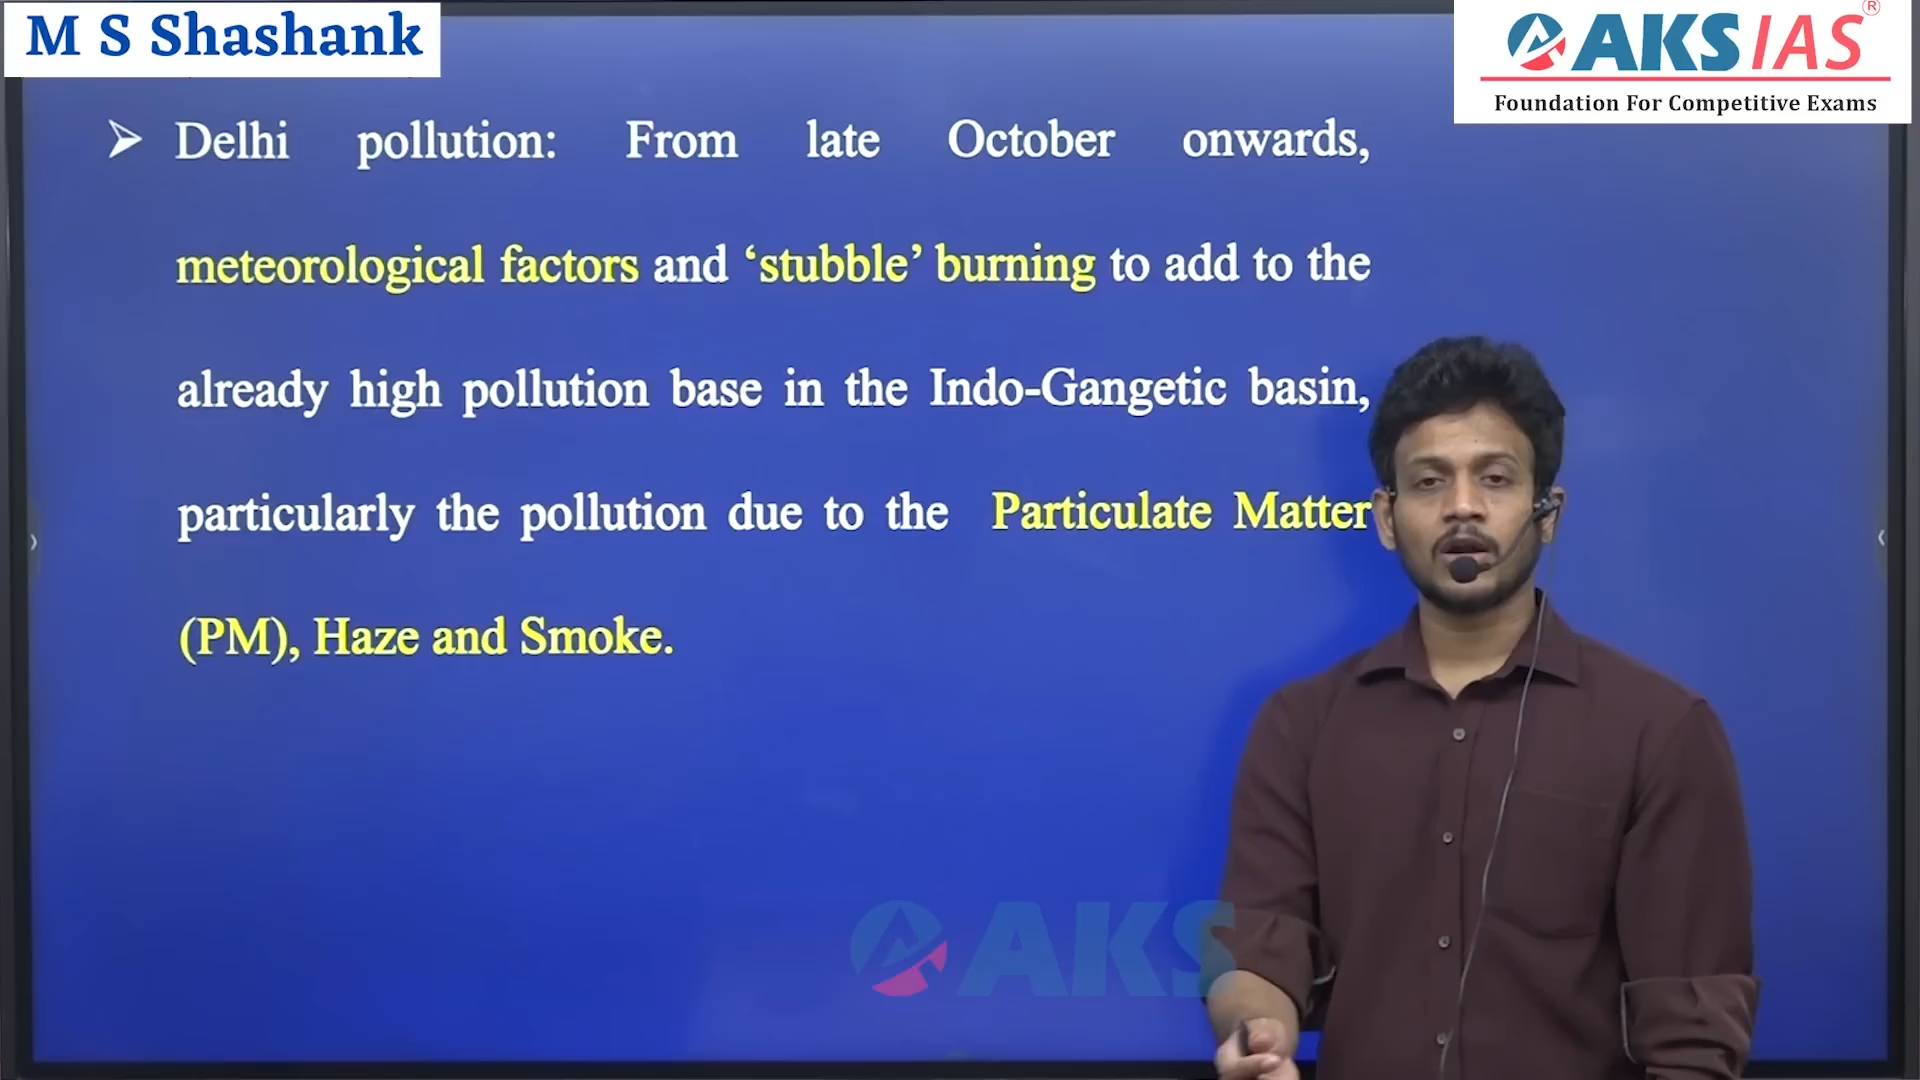 M S Shashank
AKS IAS ®
Foundation For Competitive Exams
➤ Delhi pollution: From late October onwards,
meteorological factors and ‘stubble’ burning to add to the
already high pollution base in the Indo-Gangetic basin,
particularly the pollution due to the Particulate Matter
(PM), Haze and Smoke.
AKS